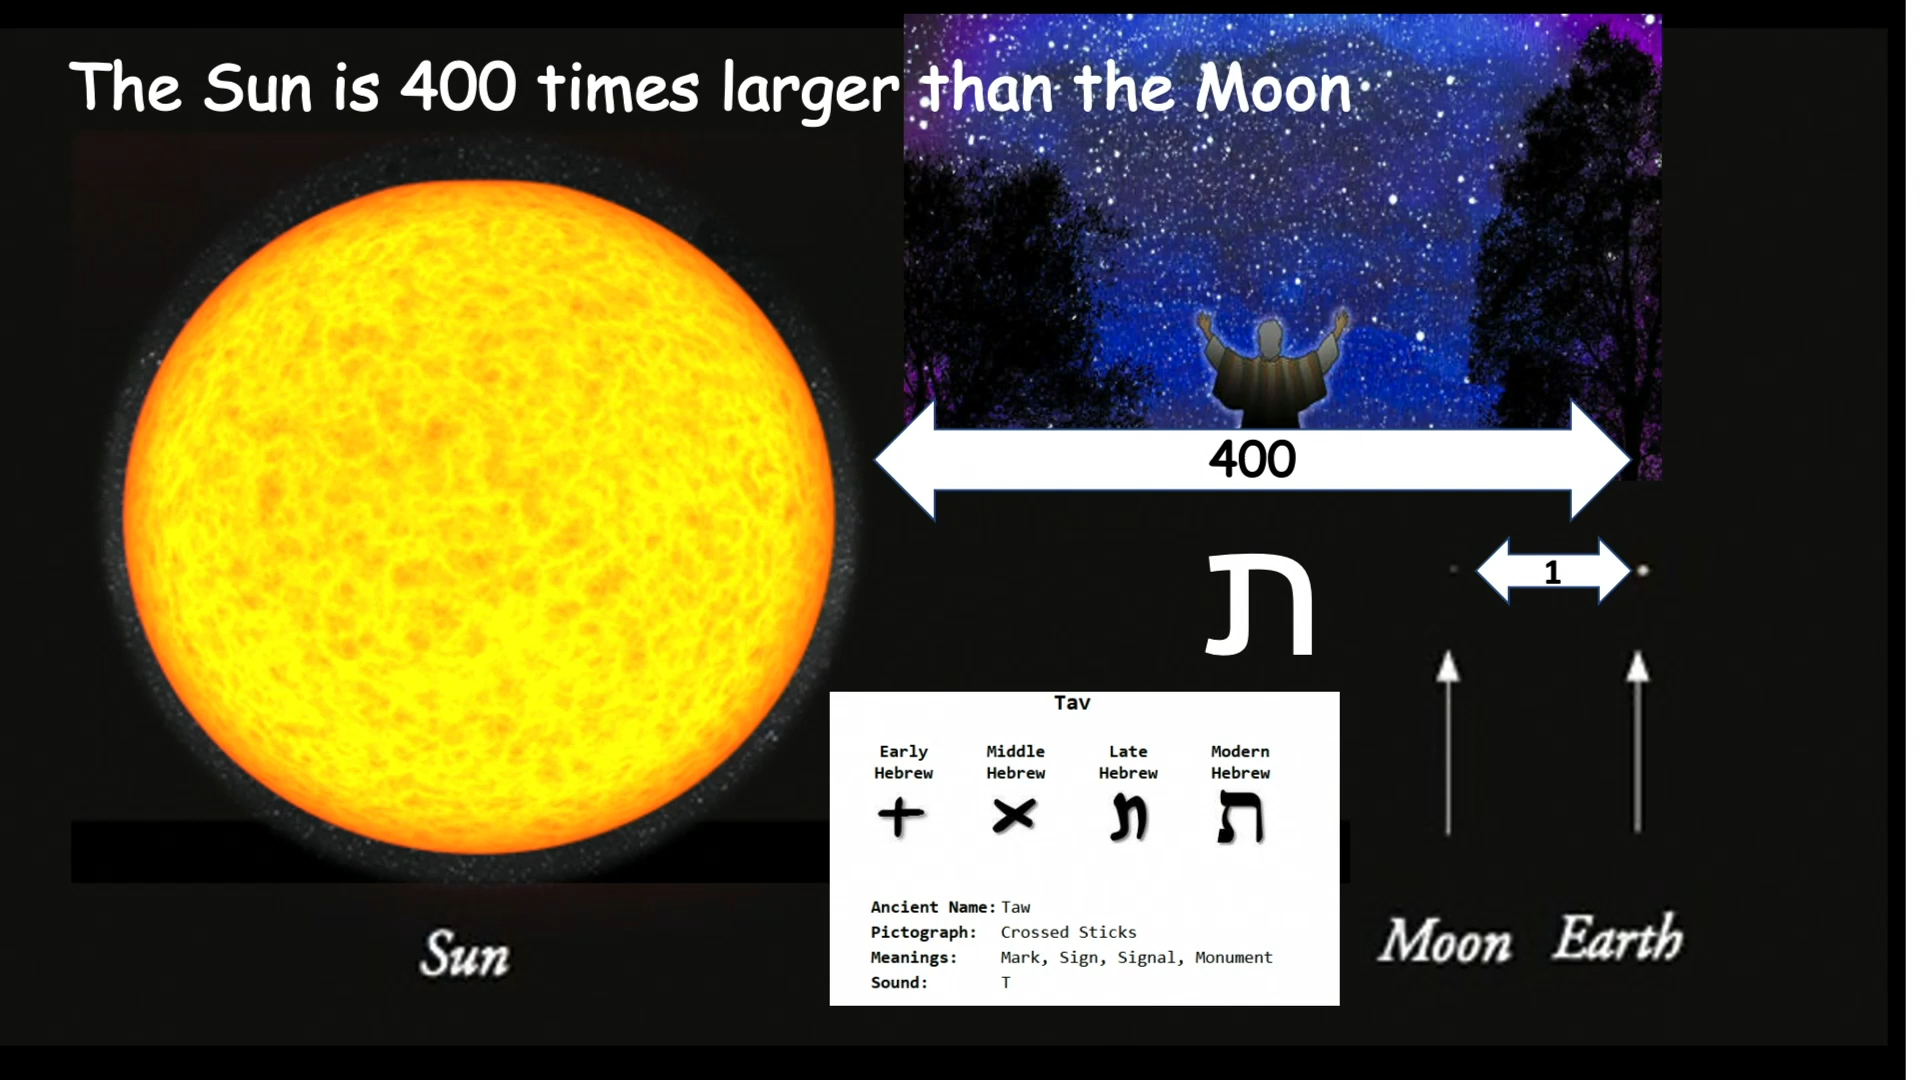 The Sun is 400 times larger than the Moon
400
1
ת
Tav
Early Hebrew
Middle Hebrew
Late Hebrew
Modern Hebrew
+
×
ת
ת
Ancient Name: Taw
Pictograph: Crossed Sticks
Meanings: Mark, Sign, Signal, Monument
Sound: T
Sun
Moon
Earth